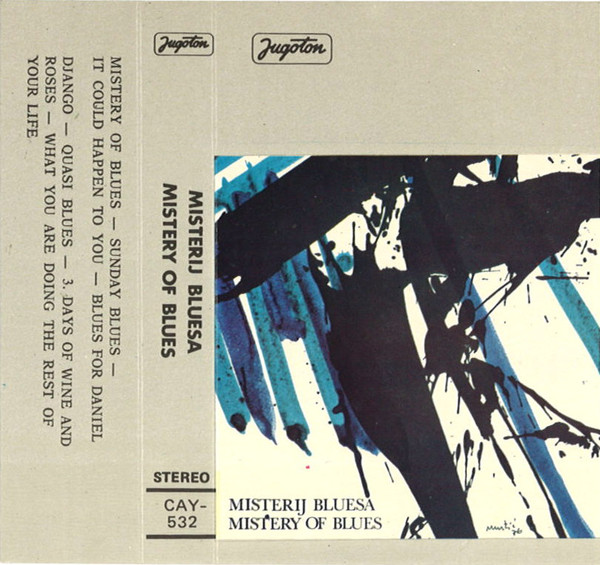 MISTERY OF BLUES — SUNDAY BLUES —
IT COULD HAPPEN TO YOU — BLUES FOR DANIEL
DJANGO — QUASI BLUES — 3. DAYS OF WINE AND
ROSES — WHAT YOU ARE DOING THE REST OF
YOUR LIFE
Jugoton
MISTERIJ BLUESA
MISTERY OF BLUES
STEREO
CAY-
532
Jugoton
MISTERIJ BLUESA
MISTERY OF BLUES